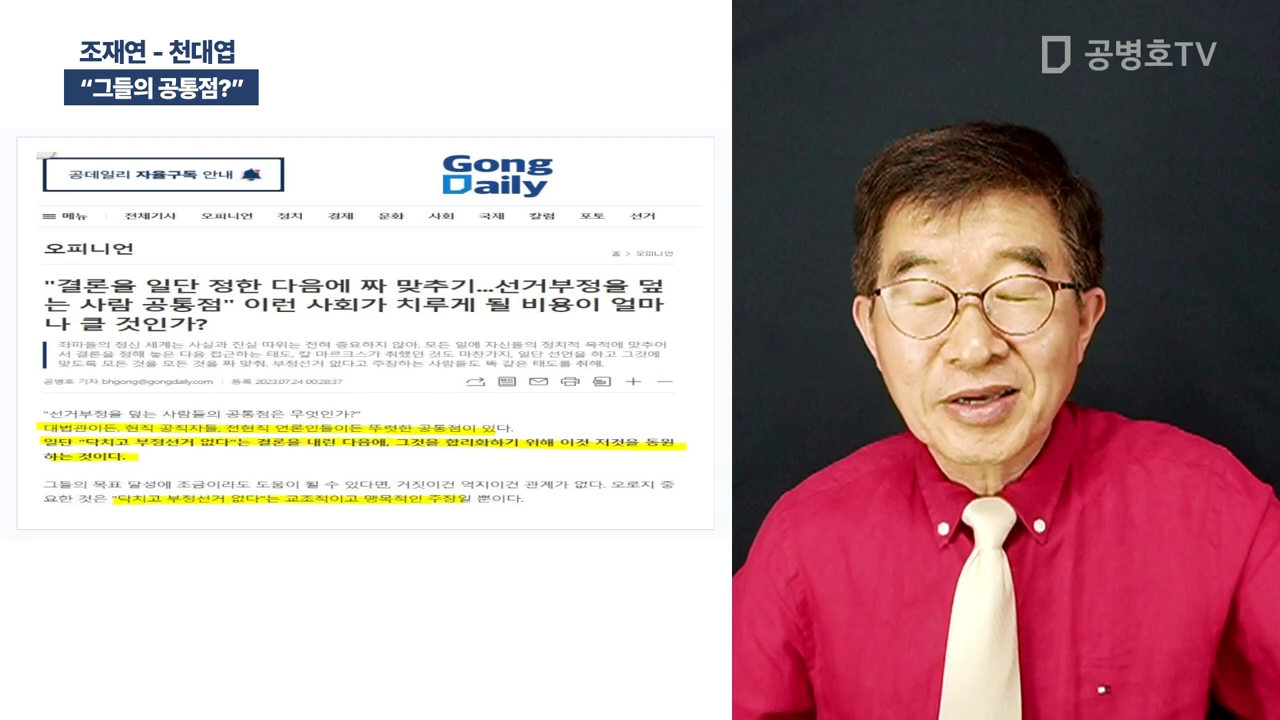 조재연 - 천대엽
“그들의 공통점?”
공병호TV
공데일리 자율구독 안내
Gong
Daily
메뉴 전체기사 오피니언 정치 경제 문화 사회 국제 칼럼 포토 선거
오피니언
홈 > 오피니언
"결론을 일단 정한 다음에 짜 맞추기...선거부정을 덮
는 사람 공통점" 이런 사회가 치루게 될 비용이 얼마
나 클 것인가?
좌파들의 정신 세계는 사실과 진실 따위는 전혀 중요하지 않아. 모든 일에 자신들의 정치적 목적에 맞추어
서 결론을 정해 놓은 다음 접근하는 태도, 칼 마르크스가 취했던 것도 마찬가지, 일단 선언을 하고 그것에
맞도록 모든 것을 모든 것을 짜 맞춰. 부정선거 없다고 주장하는 사람들도 똑 같은 태도를 취해.
공병호 기자 bhgong@gongdaily.com 등록 2023.07.24 00:28:37
"선거부정을 덮는 사람들의 공통점은 무엇인가?"
대법관이든, 현직 공직자들, 전현직 언론인들이든 뚜렷한 공통점이 있다.
일단 "닥치고 부정선거 없다"는 결론을 내린 다음에, 그것을 합리화하기 위해 이것 저것을 동원
하는 것이다.
그들의 목표 달성에 조금이라도 도움이 될 수 있다면, 거짓이건 억지이건 관계가 없다. 오로지 중
요한 것은 "닥치고 부정선거 없다"는 교조적이고 맹목적인 주장일 뿐이다.